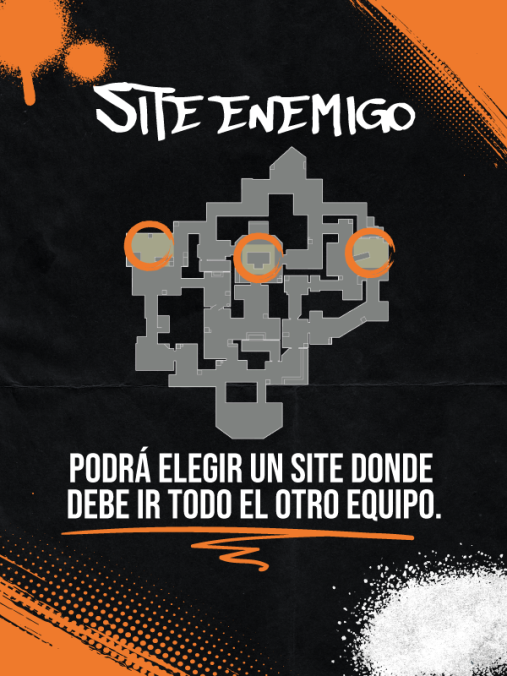 SITE ENEMIGO
PODRÁ ELEGIR UN SITE DONDE
DEBE IR TODO EL OTRO EQUIPO.